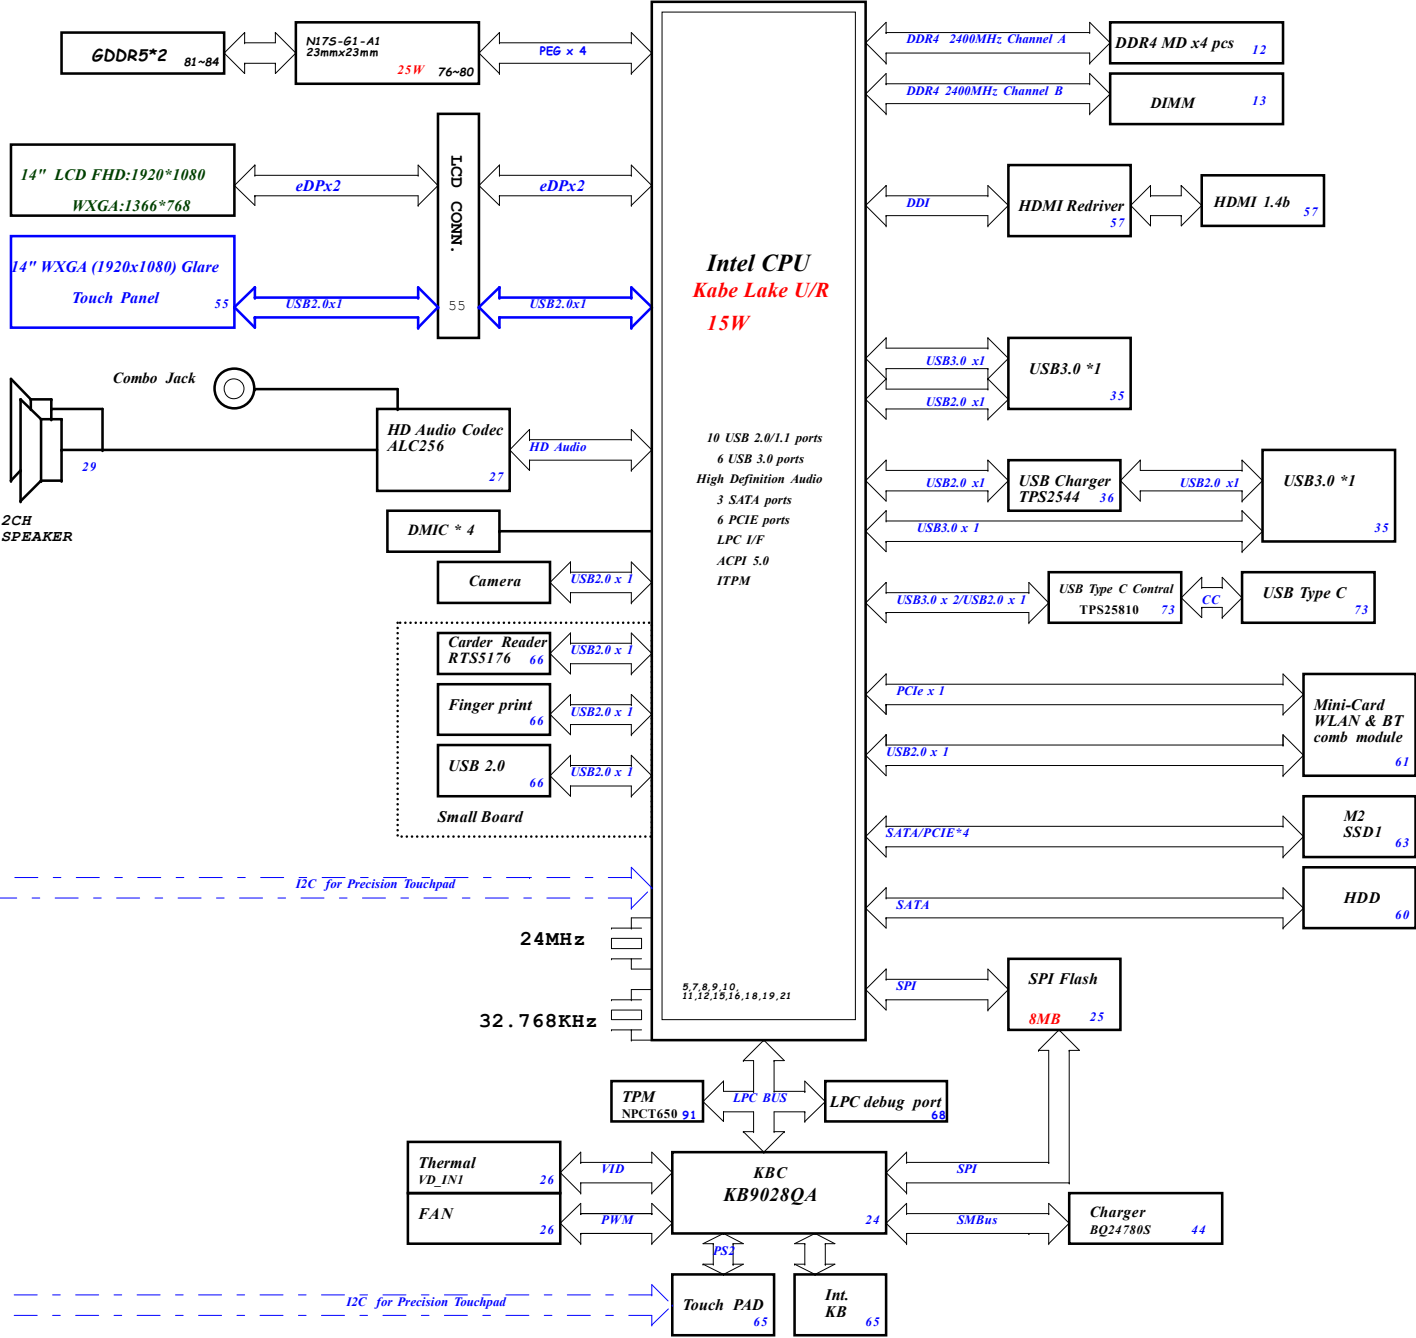 GDDR5*2 81~84
N17S-G1-A1
23mmx23mm
25W 76~80
PEG x 4
DDR4 2400MHz Channel A
DDR4 MD x4 pcs 12
DDR4 2400MHz Channel B
DIMM 13
14" LCD FHD:1920*1080
WXGA:1366*768
eDPx2
LCD CONN.
55
eDPx2
14" WXGA (1920x1080) Glare
Touch Panel 55
USB2.0x1
USB2.0x1
Intel CPU
Kabe Lake U/R
15W
10 USB 2.0/1.1 ports
6 USB 3.0 ports
High Definition Audio
3 SATA ports
6 PCIE ports
LPC I/F
ACPI 5.0
ITPM
5,7,8,9,10,
11,12,15,16,18,19,21
DDI
HDMI Redriver
57
HDMI 1.4b
57
USB3.0 x1
USB2.0 x1
USB3.0 *1
35
Combo Jack
29
2CH
SPEAKER
HD Audio Codec
ALC256
27
HD Audio
DMIC * 4
Camera
USB2.0 x 1
Carder Reader
RTS5176 66
USB2.0 x 1
Finger print
66
USB2.0 x 1
USB 2.0
66
USB2.0 x 1
Small Board
USB2.0 x1
USB Charger
TPS2544 36
USB2.0 x1
USB3.0 *1
35
USB3.0 x 1
USB3.0 x 2/USB2.0 x 1
USB Type C Contral
TPS25810 73
CC
USB Type C
73
PCIe x 1
USB2.0 x 1
Mini-Card
WLAN & BT
comb module
61
SATA/PCIE*4
M2
SSD1
63
SATA
HDD
60
I2C for Precision Touchpad
24MHz
32.768KHz
SPI
SPI Flash
8MB 25
TPM
NPCT650 91
LPC BUS
LPC debug port
68
Thermal
VD_IN1 26
VID
FAN
26
PWM
KBC
KB9028QA
24
SPI
SMBus
Charger
BQ24780S 44
PS2
I2C for Precision Touchpad
Touch PAD
65
Int.
KB
65